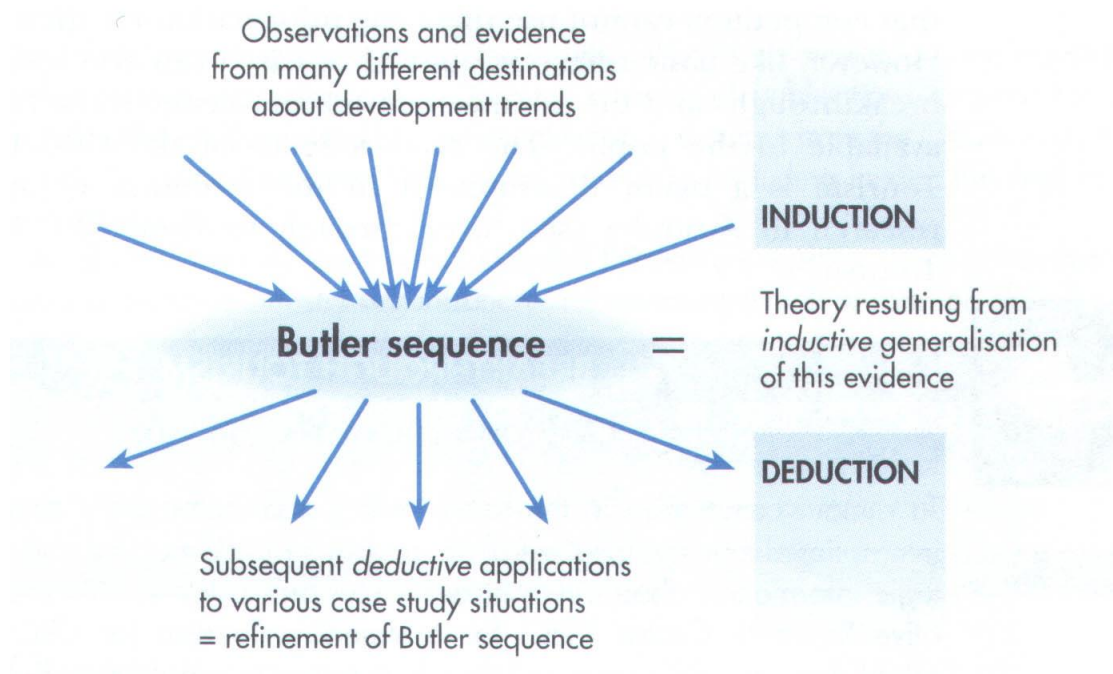 Observations and evidence
from many different destinations
about development trends
INDUCTION
Butler sequence =
Theory resulting from
inductive generalisation
of this evidence
DEDUCTION
Subsequent deductive applications
to various case study situations
= refinement of Butler sequence